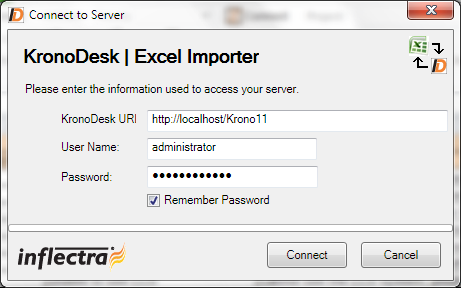 Connect to Server
KronoDesk | Excel Importer
Please enter the information used to access your server.
KronoDesk URl http://localhost/Krono11
User Name: administrator
Password: ●●●●●●●●●●●●
Remember Password
inflectra
Connect Cancel